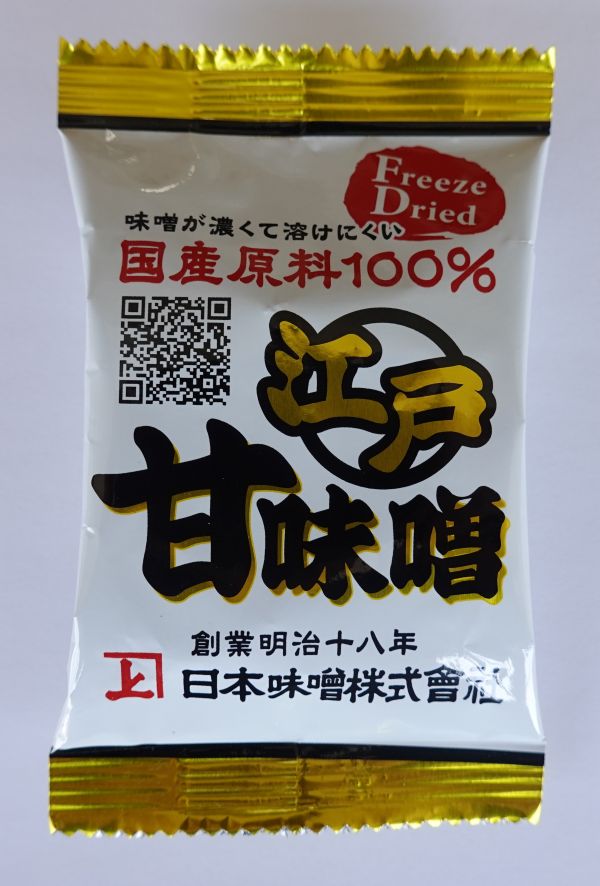 Freeze
Dried
味噌が濃くて溶けにくい
国産原料100%
江戸
甘味噌
創業明治十八年
上
日本味噌株式會社